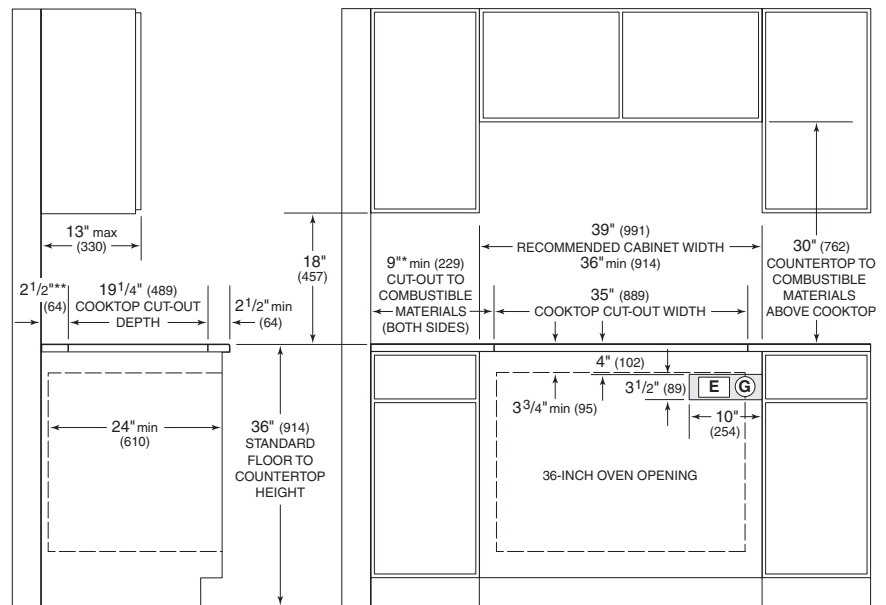 13" max
(330)
18"
(457)
2 1/2"**
(64)
19 1/4" (489)
COOKTOP CUT-OUT
DEPTH
2 1/2" min
(64)
9"* min (229)
CUT-OUT TO
COMBUSTIBLE
MATERIALS
(BOTH SIDES)
39" (991)
RECOMMENDED CABINET WIDTH
36" min (914)
35" (889)
COOKTOP CUT-OUT WIDTH
30" (762)
COUNTERTOP TO
COMBUSTIBLE
MATERIALS
ABOVE COOKTOP
24" min
(610)
36" (914)
STANDARD
FLOOR TO
COUNTERTOP
HEIGHT
4" (102)
3 1/2" (89)
E G
3 3/4" min (95)
10"
(254)
36-INCH OVEN OPENING